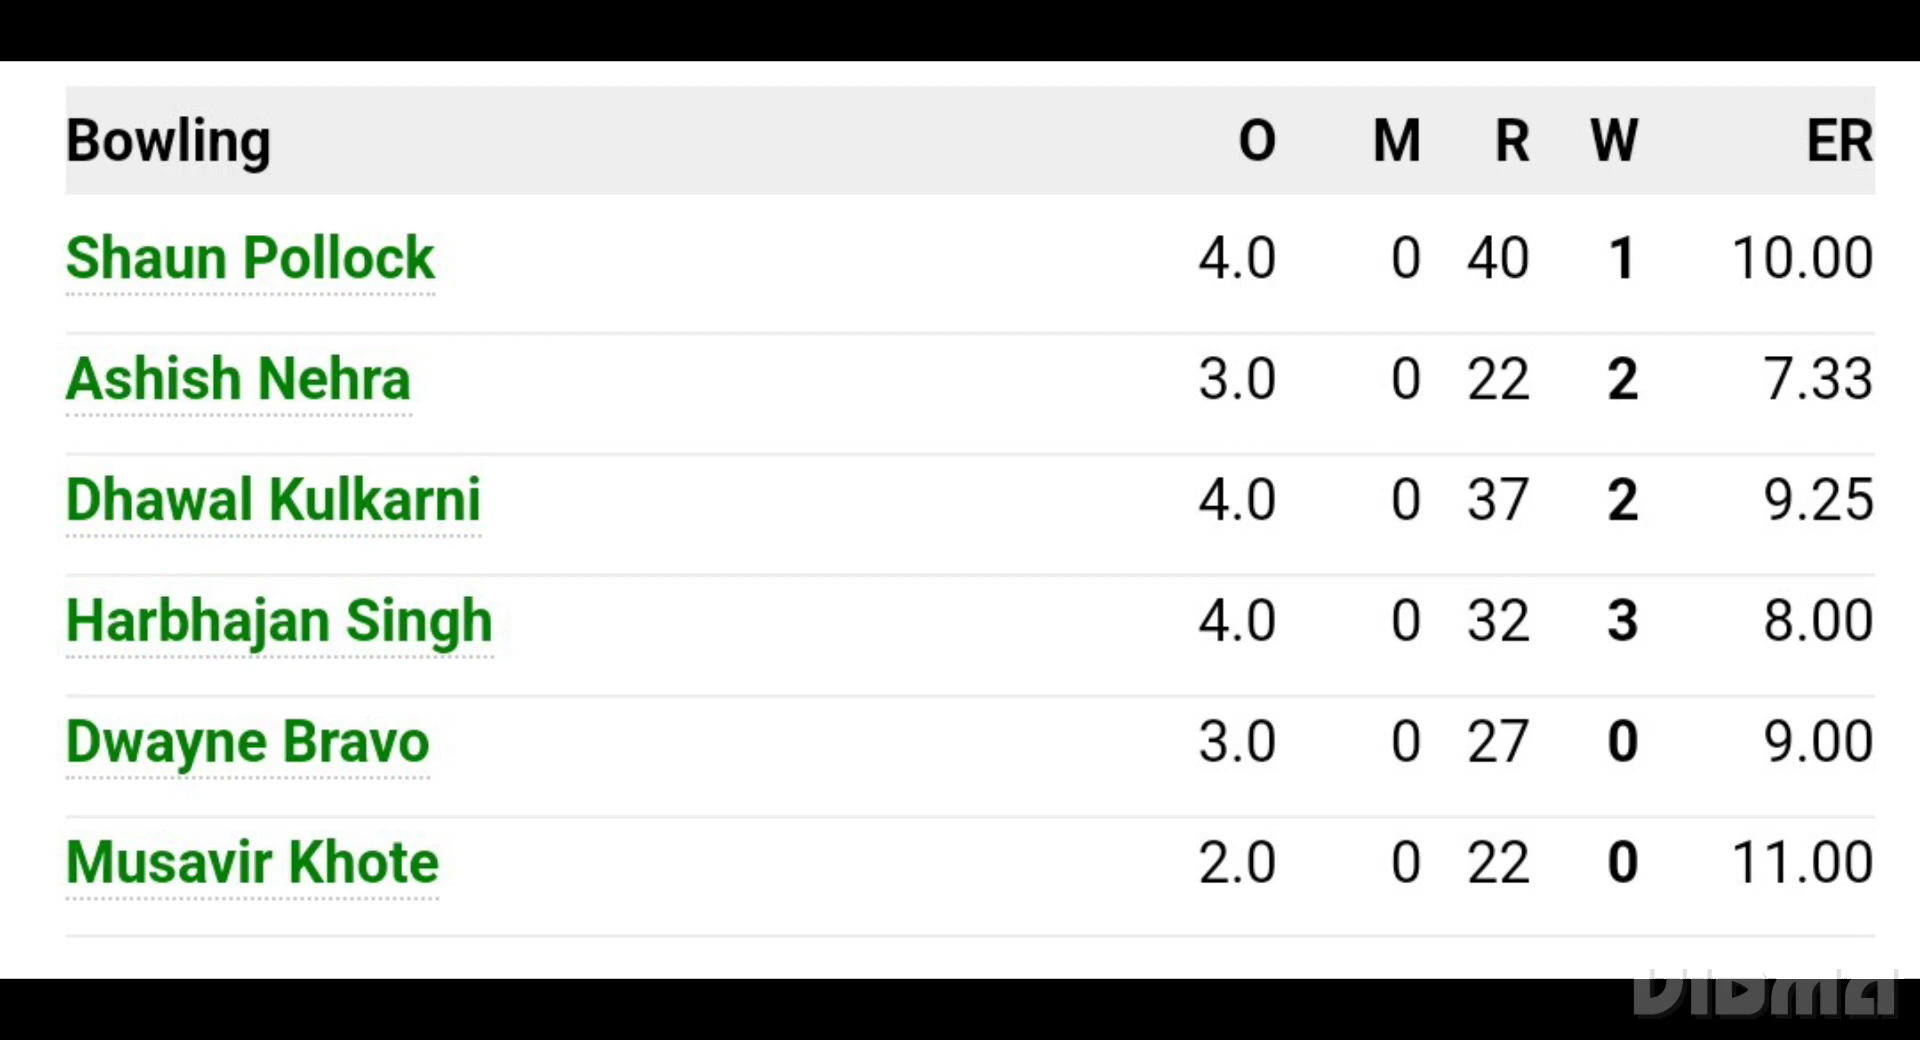 Bowling O M R W ER
Shaun Pollock 4.0 0 40 1 10.00
Ashish Nehra 3.0 0 22 2 7.33
Dhawal Kulkarni 4.0 0 37 2 9.25
Harbhajan Singh 4.0 0 32 3 8.00
Dwayne Bravo 3.0 0 27 0 9.00
Musavir Khote 2.0 0 22 0 11.00